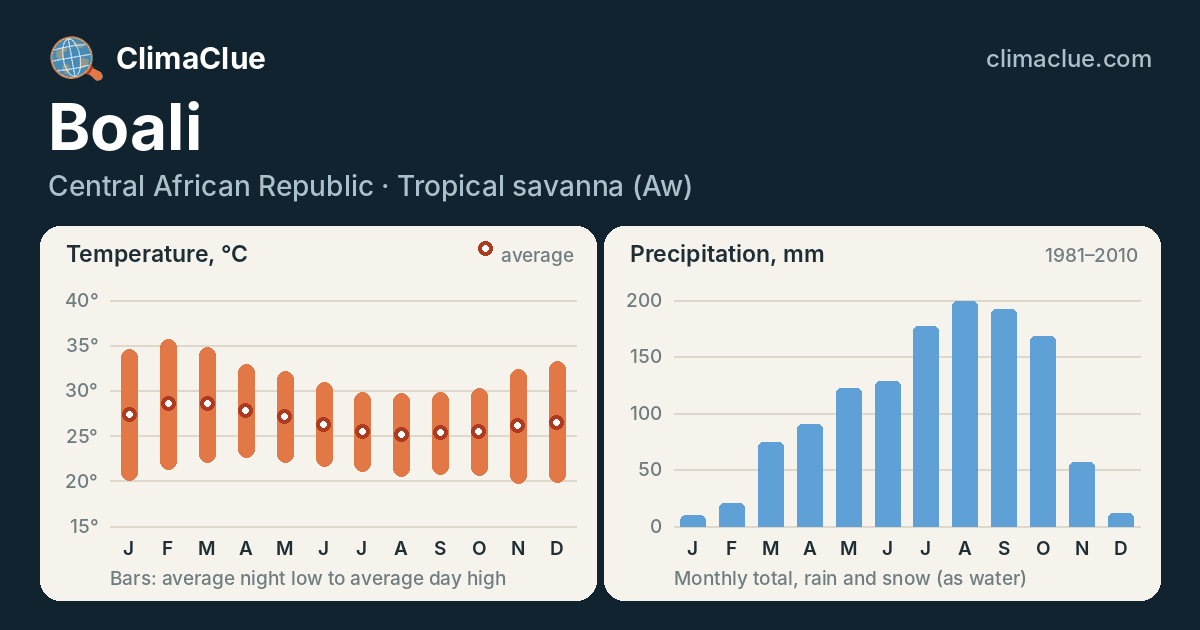 ClimaClue
climaclue.com
Boali
Central African Republic · Tropical savanna (Aw)
Temperature, °C
average
40°
35°
30°
25°
20°
15°
J F M A M J J A S O N D
Bars: average night low to average day high
Precipitation, mm
1981–2010
200
150
100
50
0
J F M A M J J A S O N D
Monthly total, rain and snow (as water)